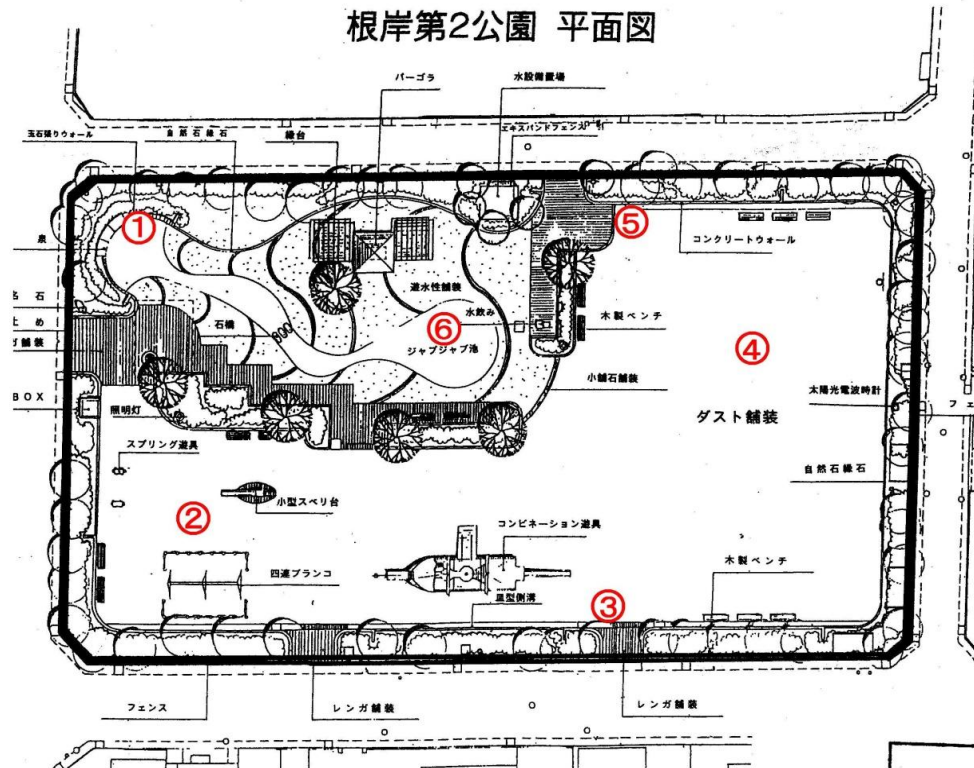 根岸第2公園 平面図
パーゴラ
水設備置場
玉石張りウォール
自然石縁石
縁台
エキスパンドフェンス
①
⑤
泉
コンクリートウォール
透水性舗装
名石
石橋
800
水飲み
⑥
木製ベンチ
④
止め
ガ舗装
ジャブジャブ池
小舗石舗装
BOX
照明灯
太陽光電波時計
フェ
ダスト舗装
スプリング遊具
自然石縁石
小型スベリ台
②
コンビネーション遊具
四連ブランコ
木製ベンチ
皿型側溝
③
フェンス
レンガ舗装
レンガ舗装